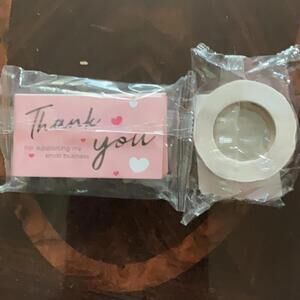 Thank
you
for supporting my
small business